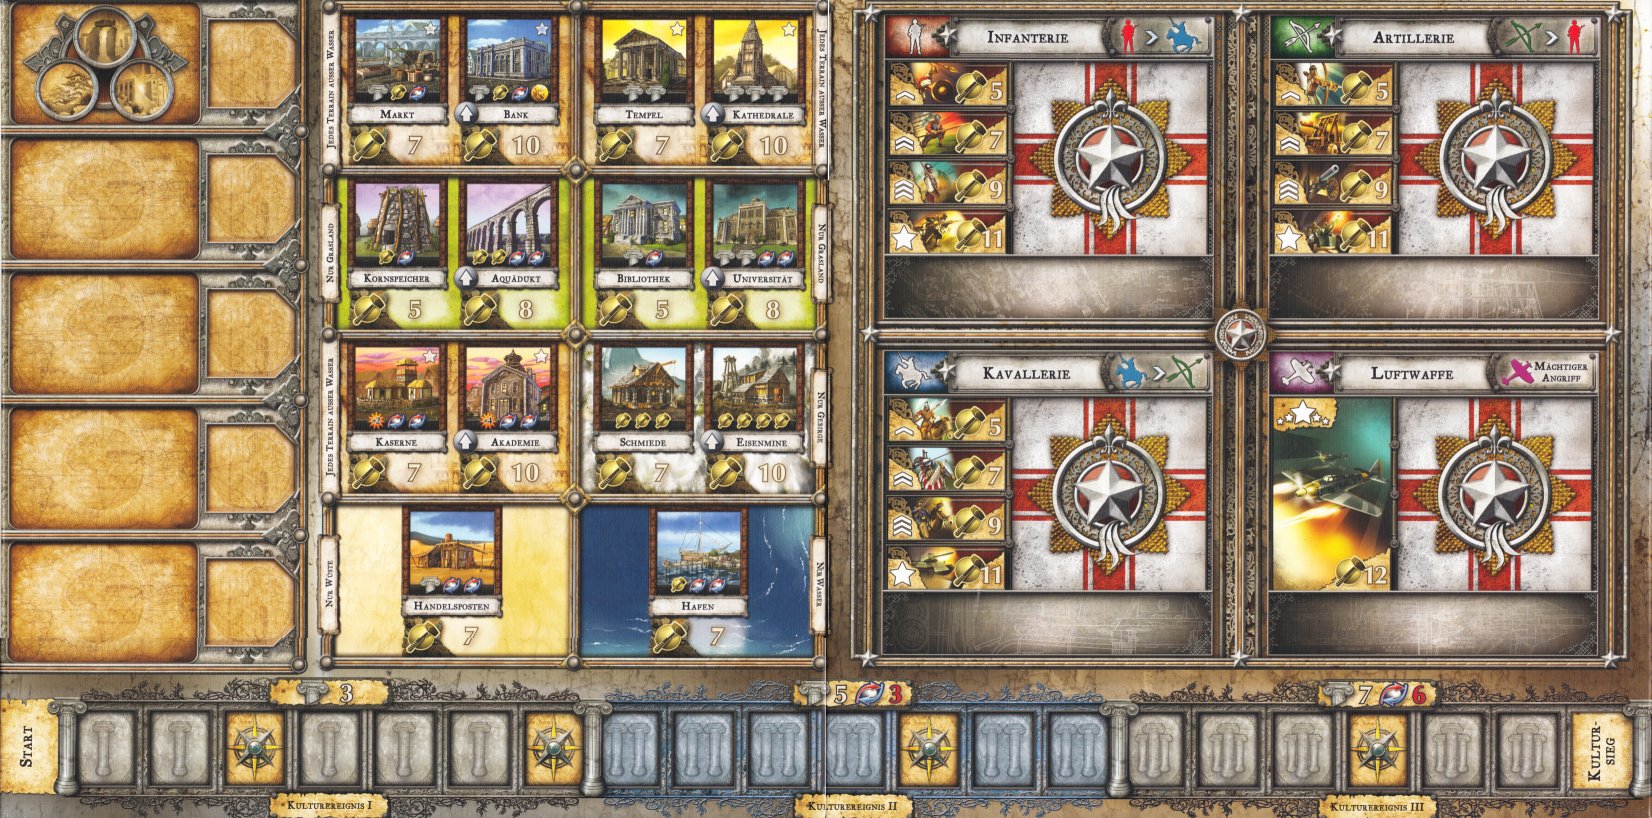 Jedes Terrain ausser Wasser
Markt
7
Bank
10
Tempel
7
Kathedrale
10
Jedes Terrain ausser Wasser
Nur Grasland
Kornspeicher
5
Aquädukt
8
Bibliothek
5
Universität
8
Nur Grasland
Jedes Terrain ausser Wasser
Kaserne
7
Akademie
10
Schmiede
7
Eisenmine
10
Nur Gebirge
Nur Wüste
Handelsposten
7
Hafen
7
Nur Wasser
Infanterie
5
7
9
11
Artillerie
5
7
9
11
Kavallerie
5
7
9
11
Luftwaffe
Mächtiger
Angriff
12
3
5 3
7 6
Start
Kultur-
sieg
Kulturereignis I
Kulturereignis II
Kulturereignis III